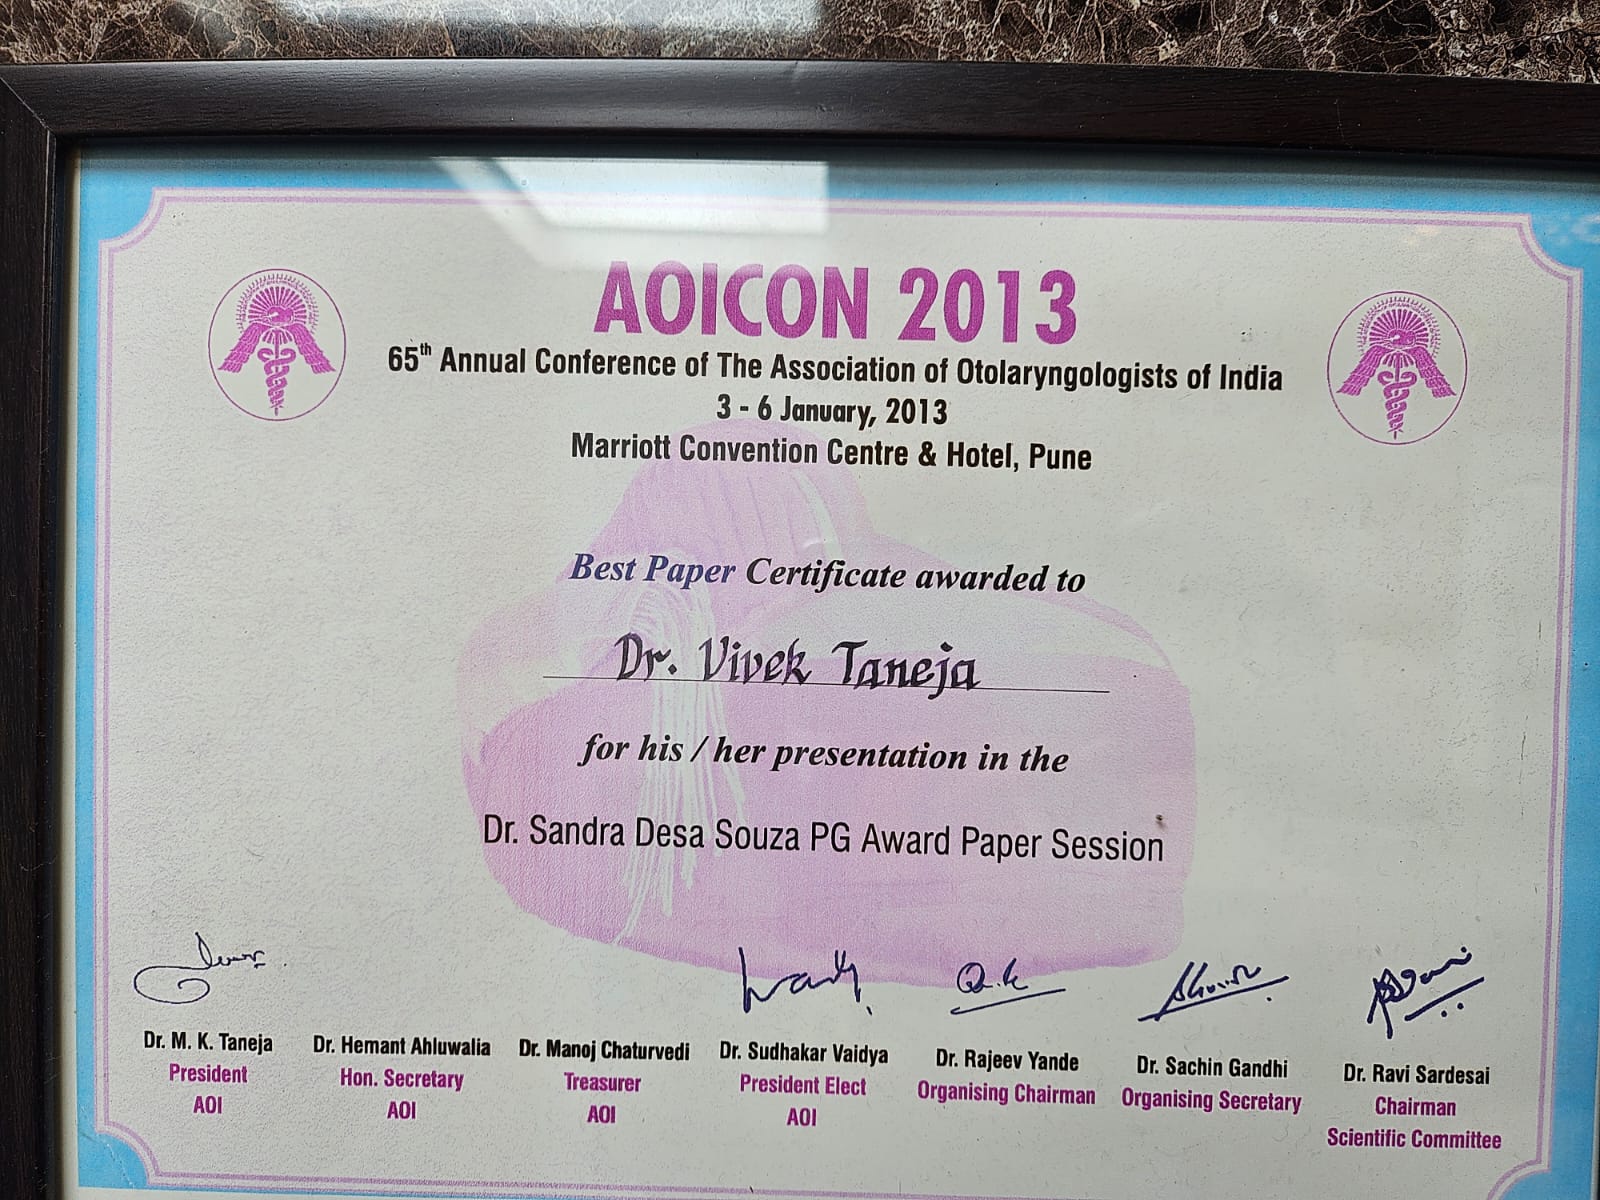 AOICON 2013
65th Annual Conference of The Association of Otolaryngologists of India
3 - 6 January, 2013
Marriott Convention Centre & Hotel, Pune
Best Paper Certificate awarded to
Dr. Vivek Taneja
for his / her presentation in the
Dr. Sandra Desa Souza PG Award Paper Session
Dr. M. K. Taneja
President
AOI
Dr. Hemant Ahluwalia
Hon. Secretary
AOI
Dr. Manoj Chaturvedi
Treasurer
AOI
Dr. Sudhakar Vaidya
President Elect
AOI
Dr. Rajeev Yande
Organising Chairman
Dr. Sachin Gandhi
Organising Secretary
Dr. Ravi Sardesai
Chairman
Scientific Committee